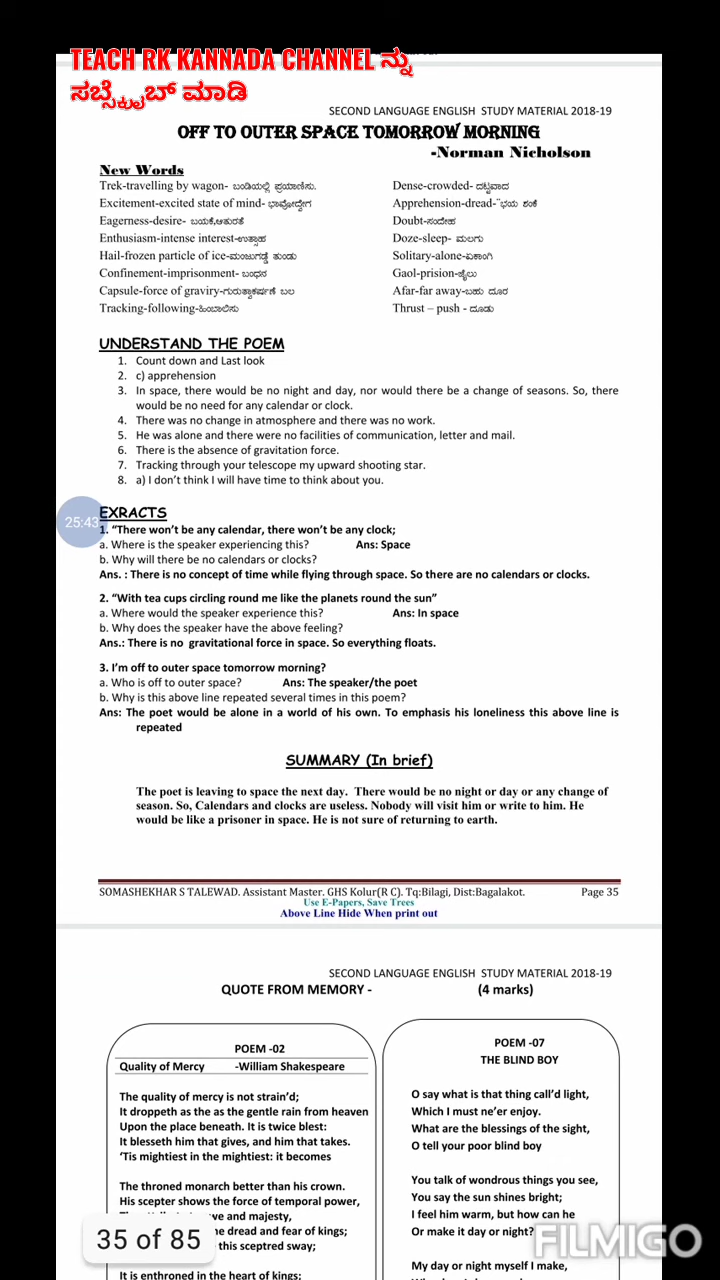 TEACH RK KANNADA CHANNEL ನ್ನು
ಸಬ್ಸ್ಕ್ರೈಬ್ ಮಾಡಿ
SECOND LANGUAGE ENGLISH STUDY MATERIAL 2018-19
OFF TO OUTER SPACE TOMORROW MORNING
-Norman Nicholson
New Words
Trek-travelling by wagon- ಬಂಡಿಯಲ್ಲಿ ಪ್ರಯಾಣಿಸು.
Excitement-excited state of mind- ಭಾವೋದ್ವೇಗ
Eagerness-desire- ಬಯಕೆ,ಆತುರತೆ
Enthusiasm-intense interest-ಉತ್ಸಾಹ
Hail-frozen particle of ice-ಮಂಜುಗಡ್ಡೆ ತುಂಡು
Confinement-imprisonment- ಬಂಧನ
Capsule-force of graviry-ಗುರುತ್ವಾಕರ್ಷಣೆ ಬಲ
Tracking-following-ಹಿಂಬಾಲಿಸು
Dense-crowded- ದಟ್ಟವಾದ
Apprehension-dread-¨ಭಯ ಶಂಕೆ
Doubt-ಸಂದೇಹ
Doze-sleep- ಮಲಗು
Solitary-alone-ಏಕಾಂಗಿ
Gaol-prision-ಜೈಲು
Afar-far away-ಬಹು ದೂರ
Thrust – push - ದೂಡು
UNDERSTAND THE POEM
1. Count down and Last look
2. c) apprehension
3. In space, there would be no night and day, nor would there be a change of seasons. So, there
would be no need for any calendar or clock.
4. There was no change in atmosphere and there was no work.
5. He was alone and there were no facilities of communication, letter and mail.
6. There is the absence of gravitation force.
7. Tracking through your telescope my upward shooting star.
8. a) I don't think I will have time to think about you.
25:43
EXRACTS
1. “There won’t be any calendar, there won’t be any clock;
a. Where is the speaker experiencing this? Ans: Space
b. Why will there be no calendars or clocks?
Ans. : There is no concept of time while flying through space. So there are no calendars or clocks.
2. “With tea cups circling round me like the planets round the sun”
a. Where would the speaker experience this? Ans: In space
b. Why does the speaker have the above feeling?
Ans.: There is no gravitational force in space. So everything floats.
3. I’m off to outer space tomorrow morning?
a. Who is off to outer space? Ans: The speaker/the poet
b. Why is this above line repeated several times in this poem?
Ans: The poet would be alone in a world of his own. To emphasis his loneliness this above line is
repeated
SUMMARY (In brief)
The poet is leaving to space the next day. There would be no night or day or any change of
season. So, Calendars and clocks are useless. Nobody will visit him or write to him. He
would be like a prisoner in space. He is not sure of returning to earth.
SOMASHEKHAR S TALEWAD. Assistant Master. GHS Kolur(R C). Tq:Bilagi, Dist:Bagalakot. Page 35
Use E-Papers, Save Trees
Above Line Hide When print out
SECOND LANGUAGE ENGLISH STUDY MATERIAL 2018-19
QUOTE FROM MEMORY - (4 marks)
POEM -02
Quality of Mercy -William Shakespeare
The quality of mercy is not strain’d;
It droppeth as the as the gentle rain from heaven
Upon the place beneath. It is twice blest:
It blesseth him that gives, and him that takes.
‘Tis mightiest in the mightiest: it becomes
The throned monarch better than his crown.
His scepter shows the force of temporal power,
and majesty,
dread and fear of kings;
this sceptred sway;
It is enthroned in the heart of kings;
POEM -07
THE BLIND BOY
O say what is that thing call’d light,
Which I must ne’er enjoy.
What are the blessings of the sight,
O tell your poor blind boy
You talk of wondrous things you see,
You say the sun shines bright;
I feel him warm, but how can he
Or make it day or night?
My day or night myself I make,
35 of 85
FILMIGO